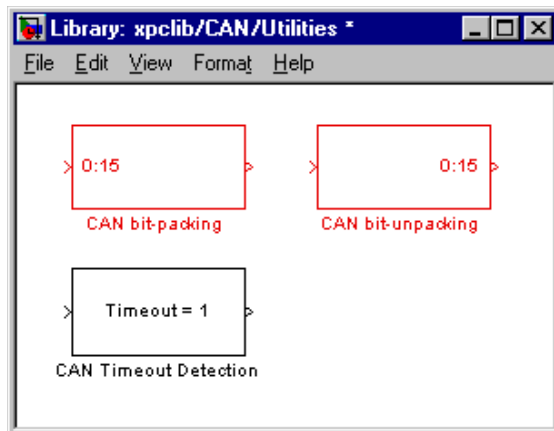 Library: xpclib/CAN/Utilities *
File Edit View Format Help
0:15 0:15
CAN bit-packing CAN bit-unpacking
Timeout = 1
CAN Timeout Detection